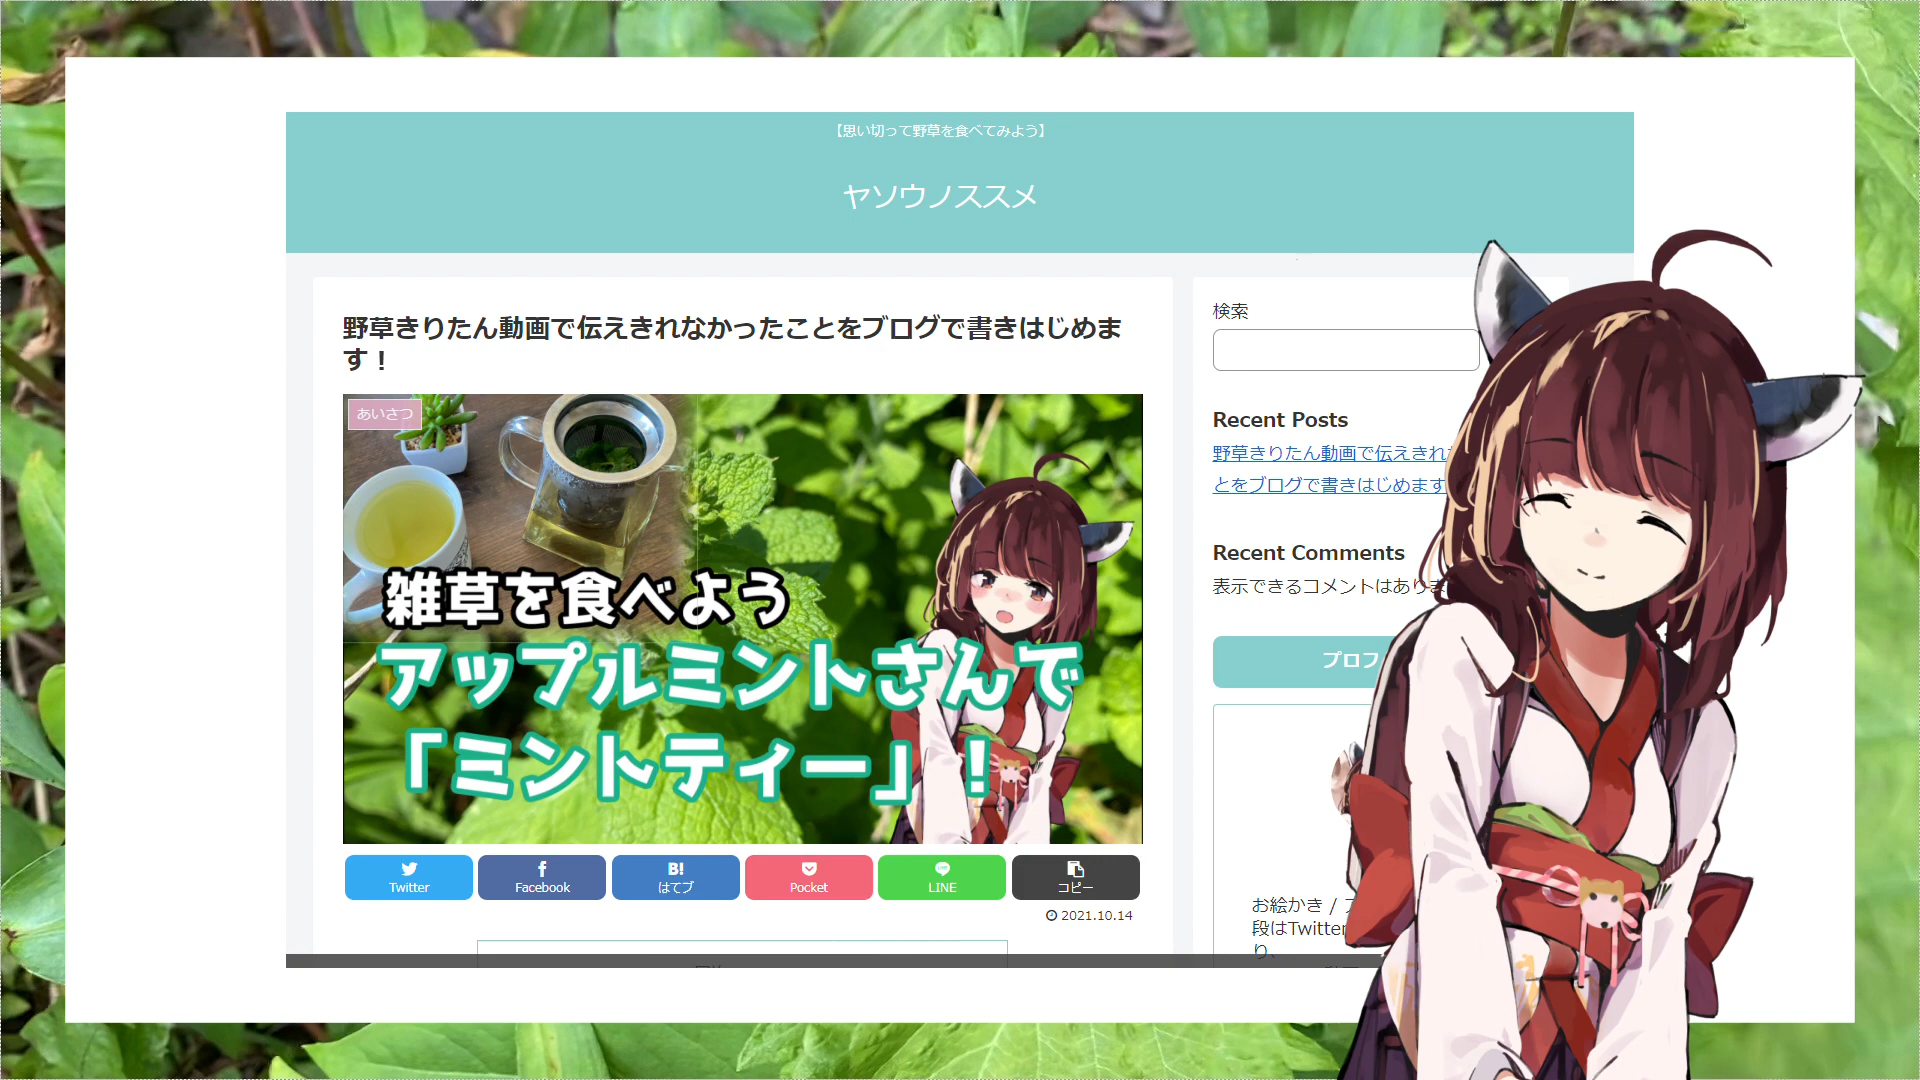 【思い切って野草を食べてみよう】
ヤソウノススメ
野草きりたん動画で伝えきれなかったことをブログで書きはじめま
す！
あいさつ
雑草を食べよう
アップルミントさんで
「ミントティー」！
Twitter
Facebook
B!
はてブ
Pocket
LINE
コピー
2021.10.14
検索
Recent Posts
野草きりたん動画で伝えきれ
とをブログで書きはじめます
Recent Comments
表示できるコメントはありま
プロフ
お絵かき /
段はTwitter
り、